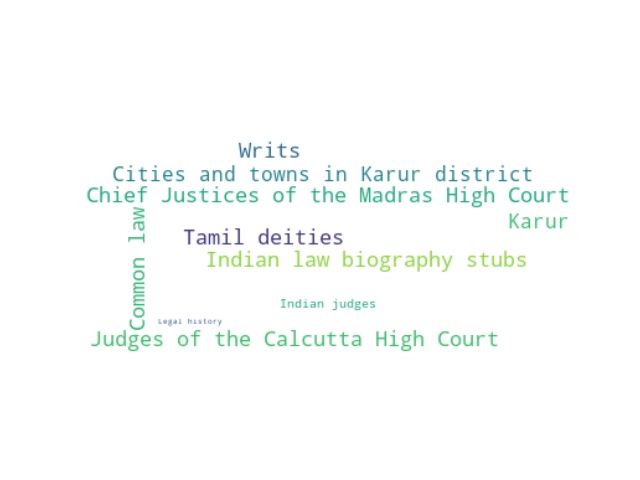 Writs
Cities and towns in Karur district
Chief Justices of the Madras High Court
Karur
Common law
Tamil deities
Indian law biography stubs
Indian judges
Legal history
Judges of the Calcutta High Court